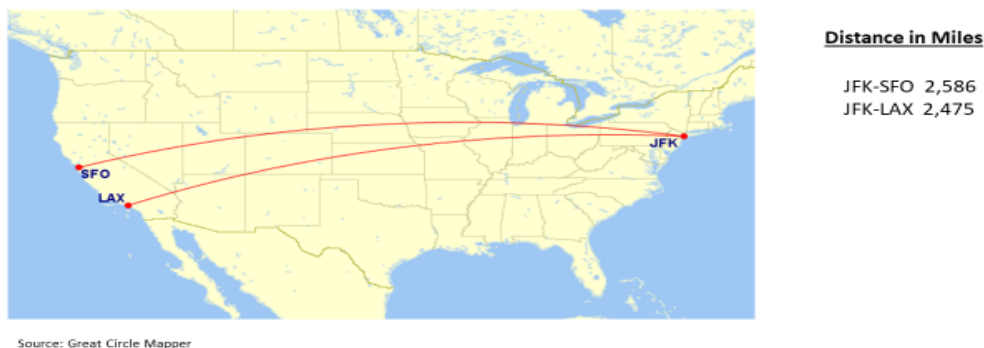 Distance in Miles
JFK-SFO 2,586
JFK-LAX 2,475
JFK
SFO
LAX
Source: Great Circle Mapper